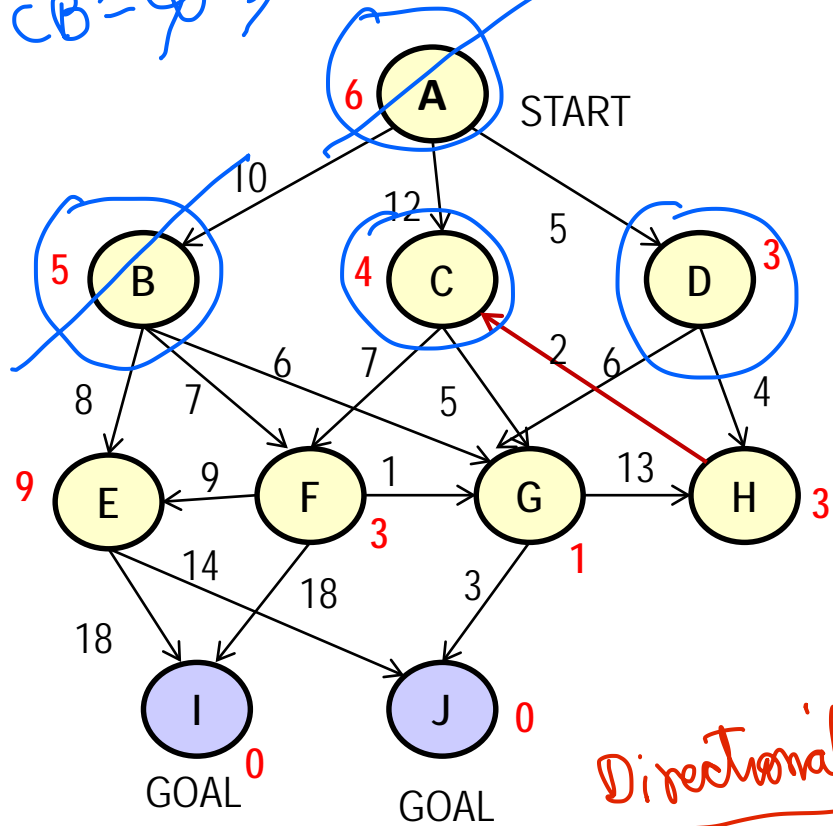 CB =
6 A START
10 12 5
5 B 4 C D 3
6 7 2 6
8 7 5 4
9 E 9 F 1 G 13 H 3
3 1
14 18 3
18
I 0 J 0
GOAL GOAL
Directional